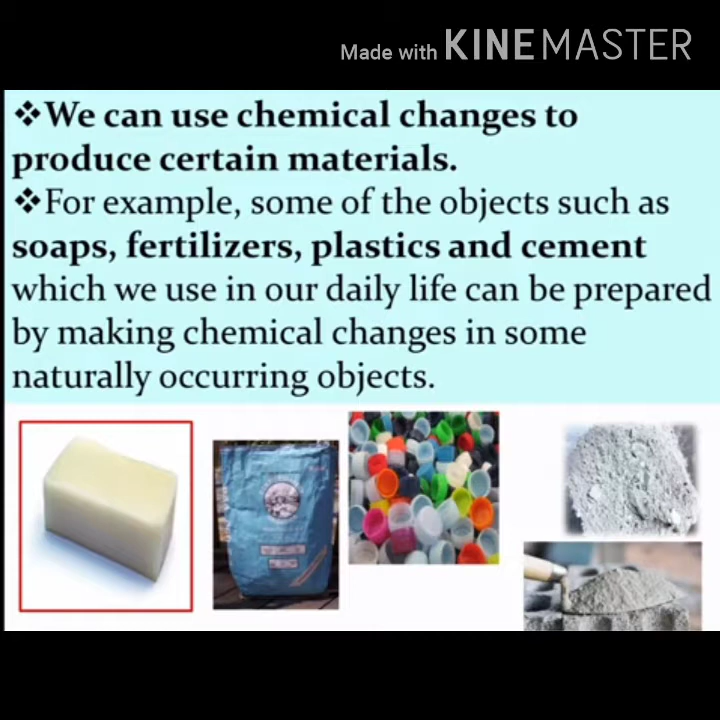 Made with KINEMASTER
❖We can use chemical changes to
produce certain materials.
❖For example, some of the objects such as
soaps, fertilizers, plastics and cement
which we use in our daily life can be prepared
by making chemical changes in some
naturally occurring objects.